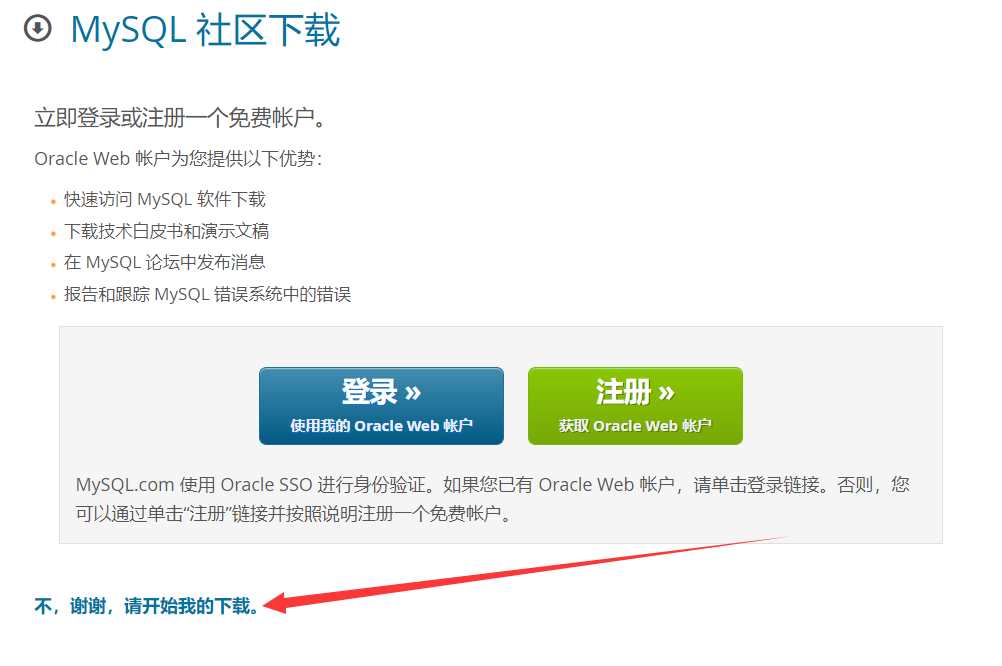 MySQL 社区下载
立即登录或注册一个免费帐户。
Oracle Web 帐户为您提供以下优势：
快速访问 MySQL 软件下载
下载技术白皮书和演示文稿
在 MySQL 论坛中发布消息
报告和跟踪 MySQL 错误系统中的错误
登录 »
使用我的 Oracle Web 帐户
注册 »
获取 Oracle Web 帐户
MySQL.com 使用 Oracle SSO 进行身份验证。如果您已有 Oracle Web 帐户，请单击登录链接。否则，您
可以通过单击“注册”链接并按照说明注册一个免费帐户。
不，谢谢，请开始我的下载。